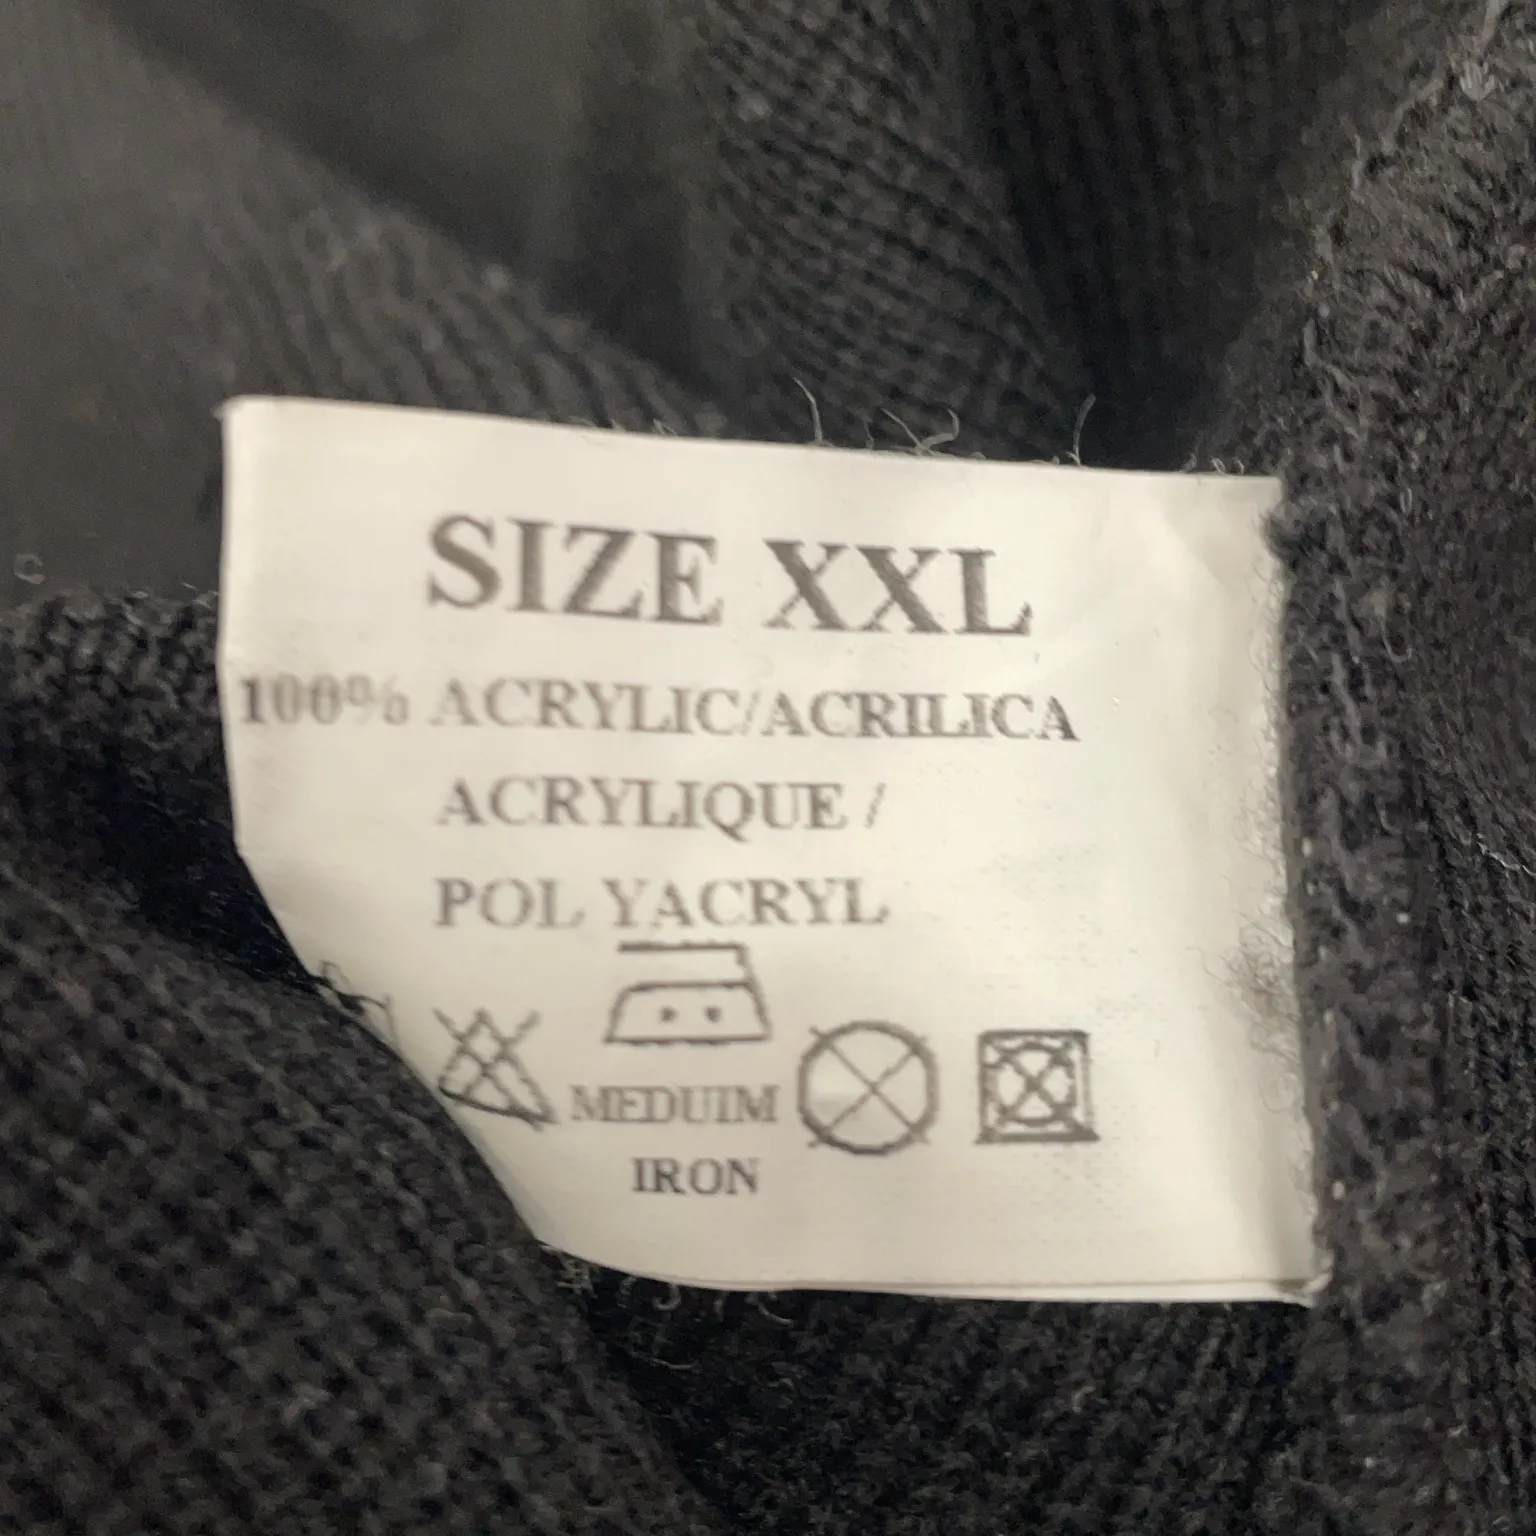 SIZE XXL
100% ACRYLIC/ACRILICA
ACRYLIQUE /
POL YACRYL
MEDUIM
IRON